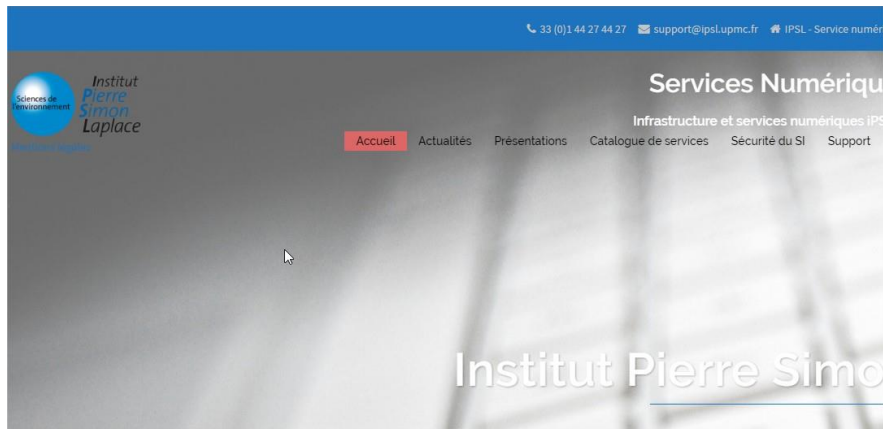 33 (0)1 44 27 44 27 support@ipsl.upmc.fr IPSL - Service numér
Sciences de
l'environnement
Institut
Pierre
Simon
Laplace
Services Numériqu
Infrastructure et services numériques iPS
Accueil Actualités Présentations Catalogue de services Sécurité du SI Support
Institut Pierre Simo